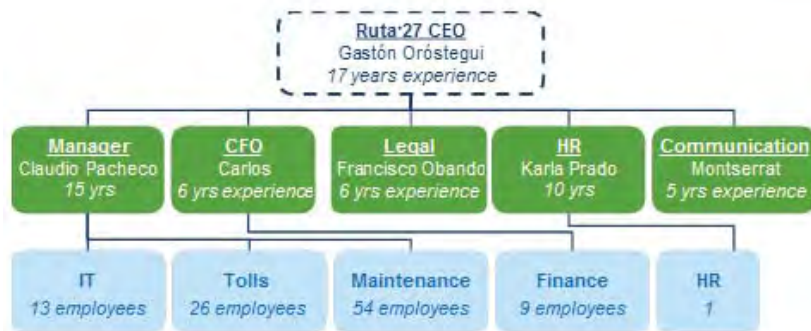 Ruta·27 CEO
Gastón Oróstegui
17 years experience
Manager
Claudio Pacheco
15 yrs
CFO
Carlos
6 yrs experience
Legal
Francisco Obando
6 yrs experience
HR
Karla Prado
10 yrs
Communication
Montserrat
5 yrs experience
IT
13 employees
Tolls
26 employees
Maintenance
54 employees
Finance
9 employees
HR
1